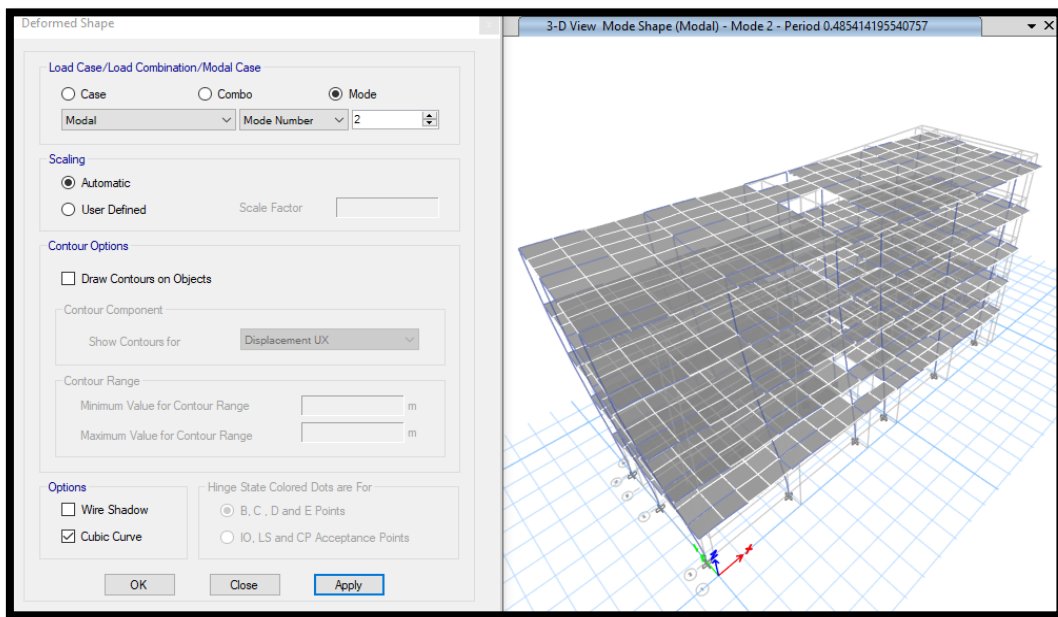 Deformed Shape
3-D View Mode Shape (Modal) - Mode 2 - Period 0.485414195540757
Load Case/Load Combination/Modal Case
Case
Combo
Mode
Modal
Mode Number
2
Scaling
Automatic
User Defined
Scale Factor
Contour Options
Draw Contours on Objects
Contour Component
Show Contours for
Displacement UX
Contour Range
Minimum Value for Contour Range
m
Maximum Value for Contour Range
m
Options
Wire Shadow
Cubic Curve
Hinge State Colored Dots are For
B, C , D and E Points
IO, LS and CP Acceptance Points
OK
Close
Apply